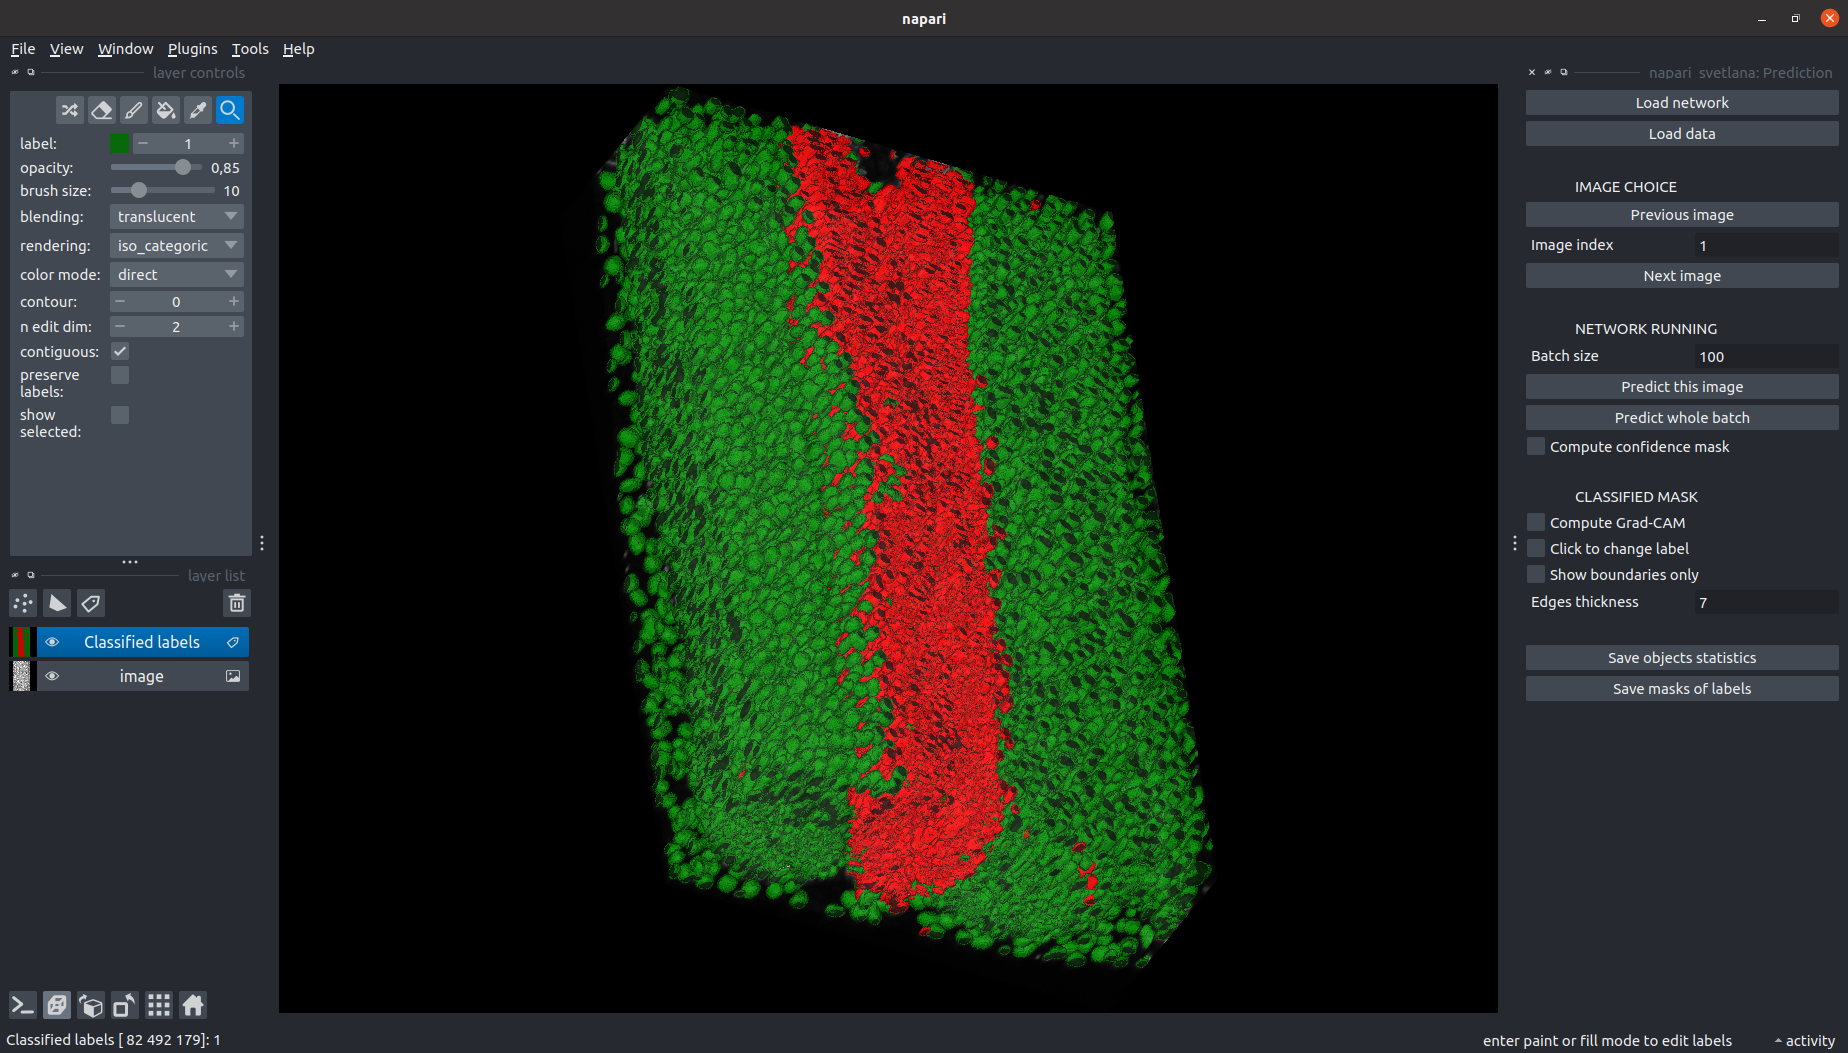 napari
File View Window Plugins Tools Help
layer controls
label: 1
opacity: 0,85
brush size: 10
blending: translucent
rendering: iso_categoric
color mode: direct
contour: 0
n edit dim: 2
contiguous:
preserve
labels:
show
selected:
layer list
Classified labels
image
Classified labels [ 82 492 179]: 1
napari svetlana: Prediction
Load network
Load data
IMAGE CHOICE
Previous image
Image index 1
Next image
NETWORK RUNNING
Batch size 100
Predict this image
Predict whole batch
Compute confidence mask
CLASSIFIED MASK
Compute Grad-CAM
Click to change label
Show boundaries only
Edges thickness 7
Save objects statistics
Save masks of labels
enter paint or fill mode to edit labels
activity